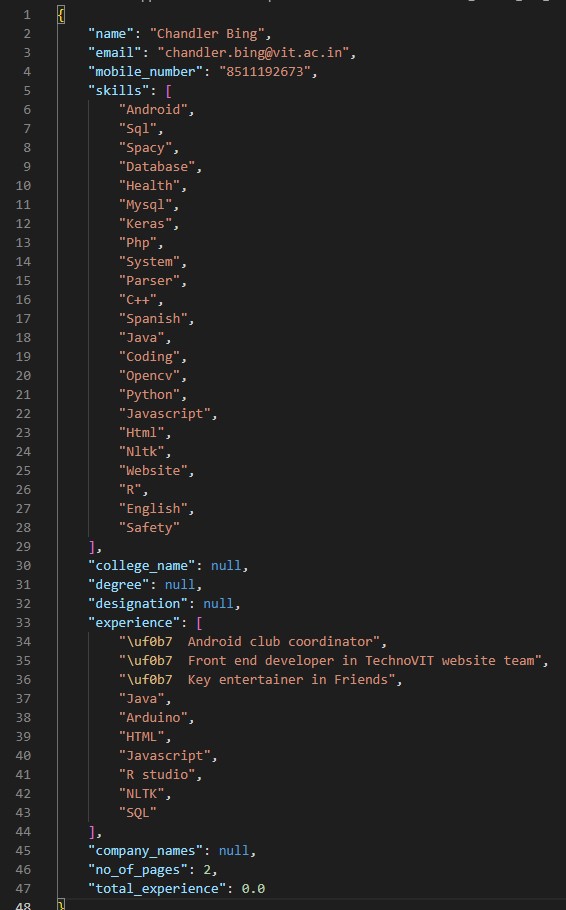 1 {
2 "name": "Chandler Bing",
3 "email": "chandler.bing@vit.ac.in",
4 "mobile_number": "8511192673",
5 "skills": [
6 "Android",
7 "Sql",
8 "Spacy",
9 "Database",
10 "Health",
11 "Mysql",
12 "Keras",
13 "Php",
14 "System",
15 "Parser",
16 "C++",
17 "Spanish",
18 "Java",
19 "Coding",
20 "Opencv",
21 "Python",
22 "Javascript",
23 "Html",
24 "Nltk",
25 "Website",
26 "R",
27 "English",
28 "Safety"
29 ],
30 "college_name": null,
31 "degree": null,
32 "designation": null,
33 "experience": [
34 "\uf0b7  Android club coordinator",
35 "\uf0b7  Front end developer in TechnoVIT website team",
36 "\uf0b7  Key entertainer in Friends",
37 "Java",
38 "Arduino",
39 "HTML",
40 "Javascript",
41 "R studio",
42 "NLTK",
43 "SQL"
44 ],
45 "company_names": null,
46 "no_of_pages": 2,
47 "total_experience": 0.0
48 }